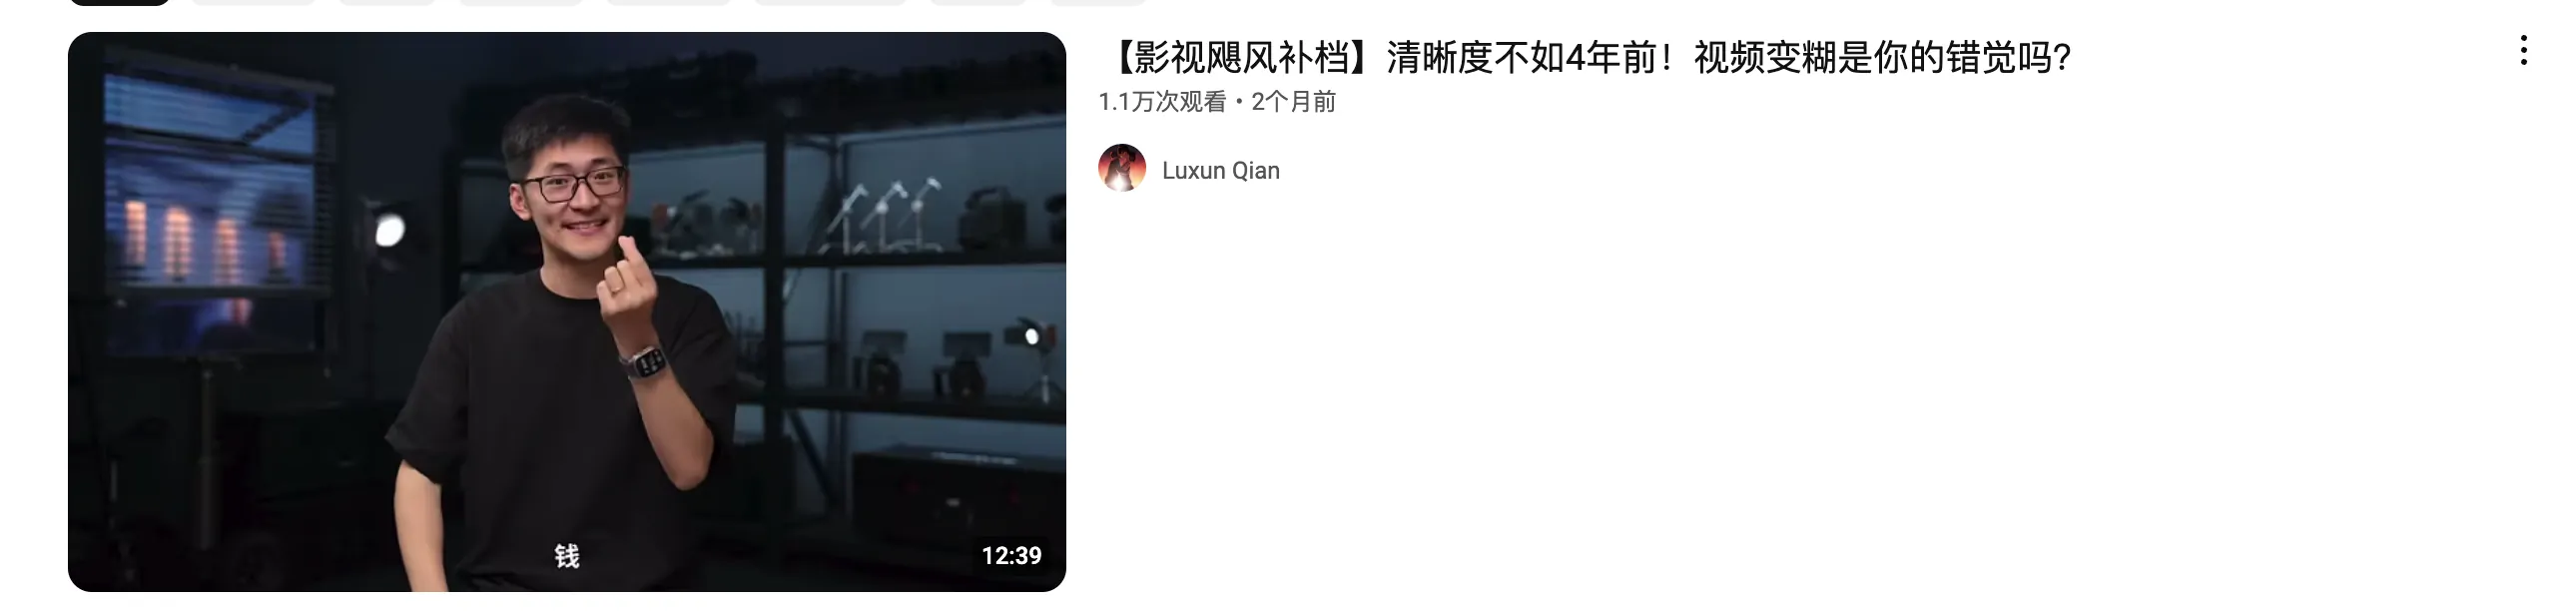 【影视飓风补档】清晰度不如4年前！视频变糊是你的错觉吗？
1.1万次观看・2个月前
Luxun Qian
钱
12:39